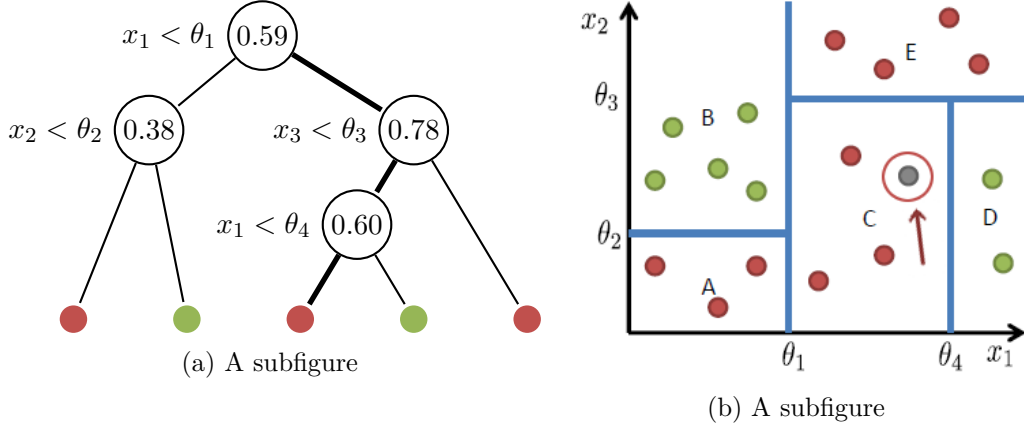 x₁ < θ₁ 0.59
x₂ < θ₂ 0.38
x₃ < θ₃ 0.78
x₁ < θ₄ 0.60
(a) A subfigure
x₂
θ₃
θ₂
E
B
C
D
A
θ₁
θ₄
x₁
(b) A subfigure